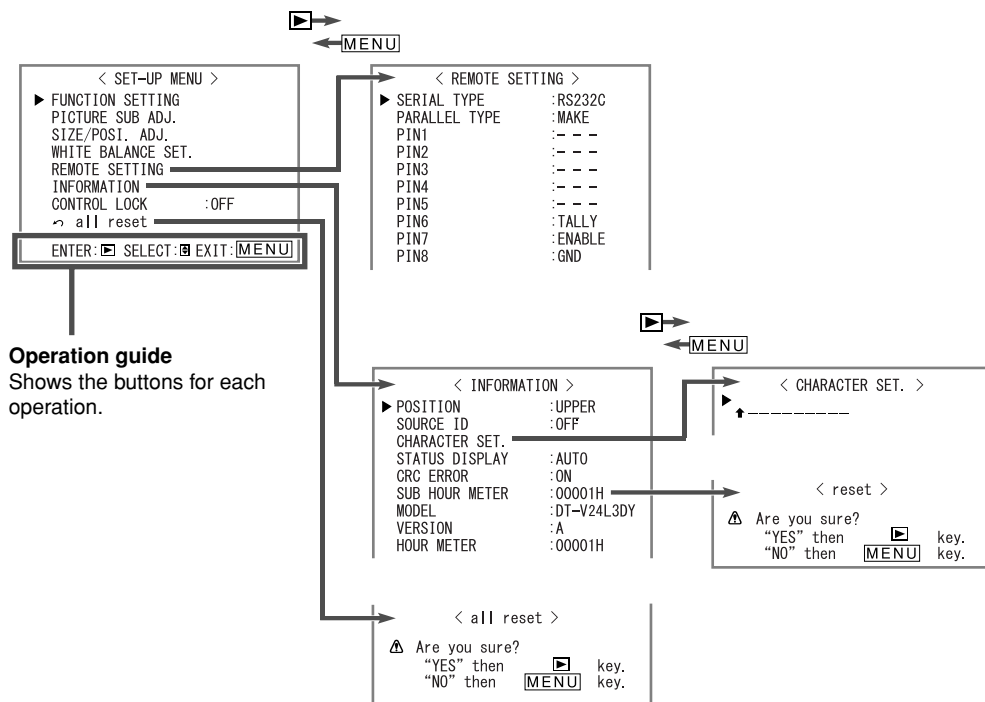 ▶→
←MENU
< SET-UP MENU >
▶ FUNCTION SETTING
PICTURE SUB ADJ.
SIZE/POSI. ADJ.
WHITE BALANCE SET.
REMOTE SETTING
INFORMATION
CONTROL LOCK :OFF
↶ all reset
ENTER:▶ SELECT:⬍ EXIT:MENU
Operation guide
Shows the buttons for each
operation.
< REMOTE SETTING >
▶ SERIAL TYPE :RS232C
PARALLEL TYPE :MAKE
PIN1 :- - -
PIN2 :- - -
PIN3 :- - -
PIN4 :- - -
PIN5 :- - -
PIN6 :TALLY
PIN7 :ENABLE
PIN8 :GND
▶→
←MENU
< INFORMATION >
▶ POSITION :UPPER
SOURCE ID :OFF
CHARACTER SET.
STATUS DISPLAY :AUTO
CRC ERROR :ON
SUB HOUR METER :00001H
MODEL :DT-V24L3DY
VERSION :A
HOUR METER :00001H
< CHARACTER SET. >
▶
⬆_ _ _ _ _ _ _ _ _
< reset >
⚠ Are you sure?
“YES” then ▶ key.
“NO” then MENU key.
< all reset >
⚠ Are you sure?
“YES” then ▶ key.
“NO” then MENU key.